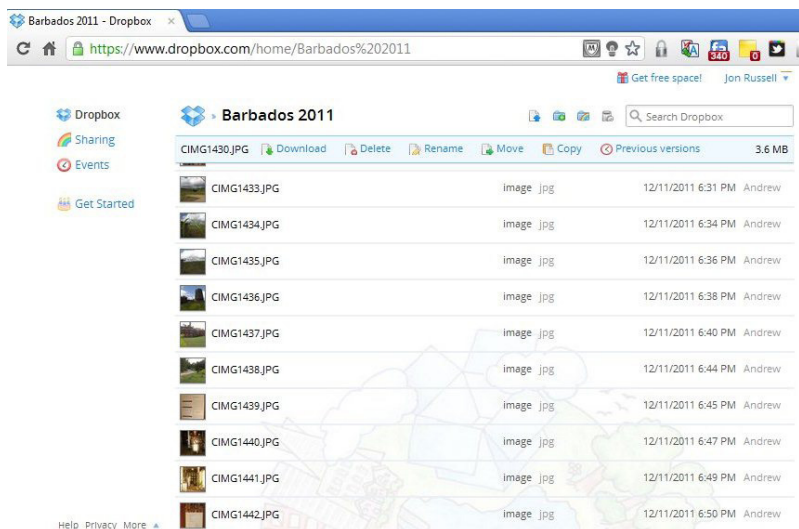 Barbados 2011 - Dropbox
https://www.dropbox.com/home/Barbados%202011
340
0
Get free space! Jon Russell
Dropbox
Sharing
Events
Get Started
» Barbados 2011
Search Dropbox
CIMG1430.JPG Download Delete Rename Move Copy Previous versions 3.6 MB
CIMG1433.JPG image jpg 12/11/2011 6:31 PM Andrew
CIMG1434.JPG image jpg 12/11/2011 6:34 PM Andrew
CIMG1435.JPG image jpg 12/11/2011 6:36 PM Andrew
CIMG1436.JPG image jpg 12/11/2011 6:38 PM Andrew
CIMG1437.JPG image jpg 12/11/2011 6:40 PM Andrew
CIMG1438.JPG image jpg 12/11/2011 6:44 PM Andrew
CIMG1439.JPG image jpg 12/11/2011 6:45 PM Andrew
CIMG1440.JPG image jpg 12/11/2011 6:47 PM Andrew
CIMG1441.JPG image jpg 12/11/2011 6:49 PM Andrew
CIMG1442.JPG image jpg 12/11/2011 6:50 PM Andrew
Help Privacy More